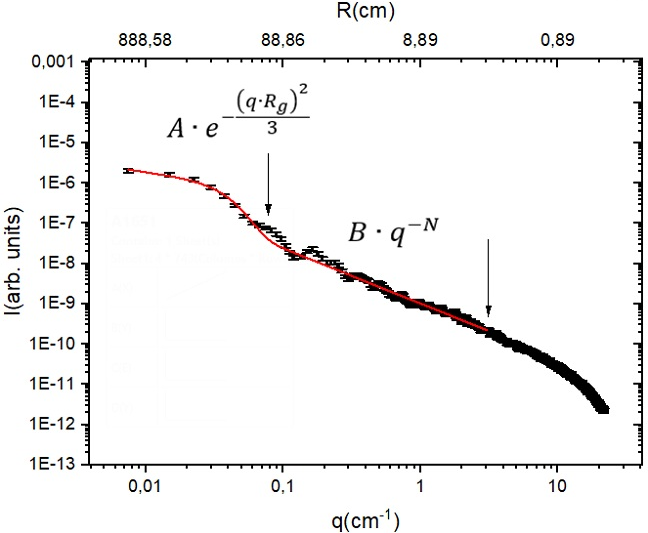 R(cm)
888,58 88,86 8,89 0,89
0,001
1E-4
1E-5
1E-6
1E-7
1E-8
1E-9
1E-10
1E-11
1E-12
1E-13
I(arb. units)
A · e^{-\frac{(q·R_g)^2}{3}}
B · q^{-N}
0,01 0,1 1 10
q(cm⁻¹)